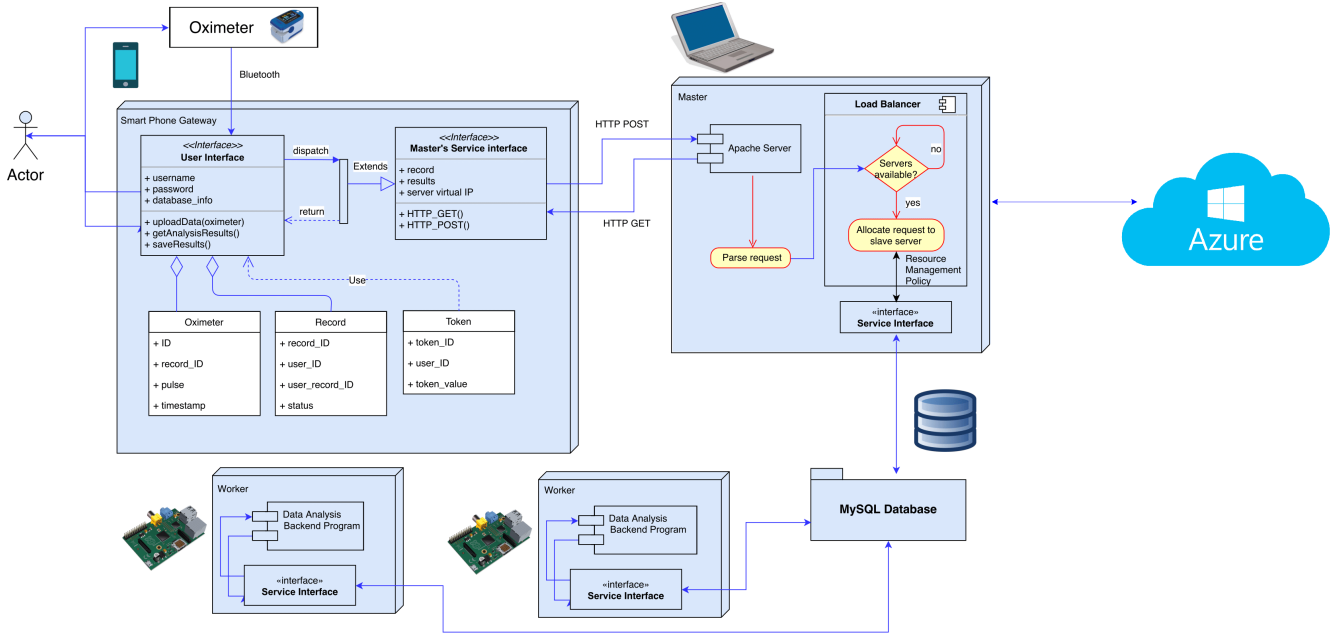 Oximeter
Bluetooth
Actor
Smart Phone Gateway
<<Interface>>
User Interface
+ username
+ password
+ database_info
+ uploadData(oximeter)
+ getAnalysisResults()
+ saveResults()
dispatch
return
Extends
<<Interface>>
Master's Service interface
+ record
+ results
+ server virtual IP
+ HTTP_GET()
+ HTTP_POST()
Use
Oximeter
+ ID
+ record_ID
+ pulse
+ timestamp
Record
+ record_ID
+ user_ID
+ user_record_ID
+ status
Token
+ token_ID
+ user_ID
+ token_value
HTTP POST
HTTP GET
Master
Apache Server
Parse request
Load Balancer
Servers
available?
no
yes
Allocate request to
slave server
Resource
Management
Policy
«interface»
Service Interface
Azure
MySQL Database
Worker
Data Analysis
Backend Program
«interface»
Service Interface
Worker
Data Analysis
Backend Program
«interface»
Service Interface